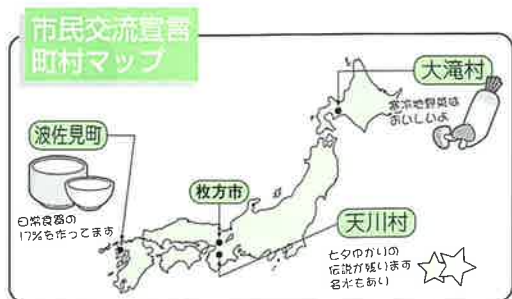 市民交流宣言
町村マップ
大滝村
寒冷地野菜は
おいしいよ
波佐見町
日常食器の
17%を作ってます
枚方市
天川村
七夕ゆかりの
伝説が残います
名水もあり